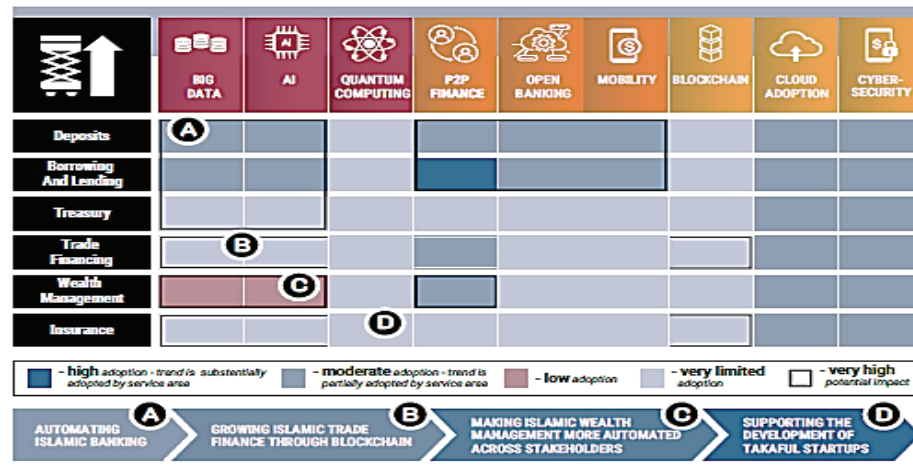 AI
BIG
DATA
AI
QUANTUM
COMPUTING
P2P
FINANCE
OPEN
BANKING
MOBILITY
BLOCKCHAIN
CLOUD
ADOPTION
CYBER-
SECURITY
Deposits
A
Borrowing
And Lending
Treasury
Trade
Financing
B
Wealth
Management
C
Insurance
D
- high adoption - trend is substantially
adopted by service area
- moderate adoption - trend is
partially adopted by service area
- low adoption
- very limited
adoption
- very high
potential impact
AUTOMATING
ISLAMIC BANKING
A
GROWING ISLAMIC TRADE
FINANCE THROUGH BLOCKCHAIN
B
MAKING ISLAMIC WEALTH
MANAGEMENT MORE AUTOMATED
ACROSS STAKEHOLDERS
C
SUPPORTING THE
DEVELOPMENT OF
TAKAFUL STARTUPS
D